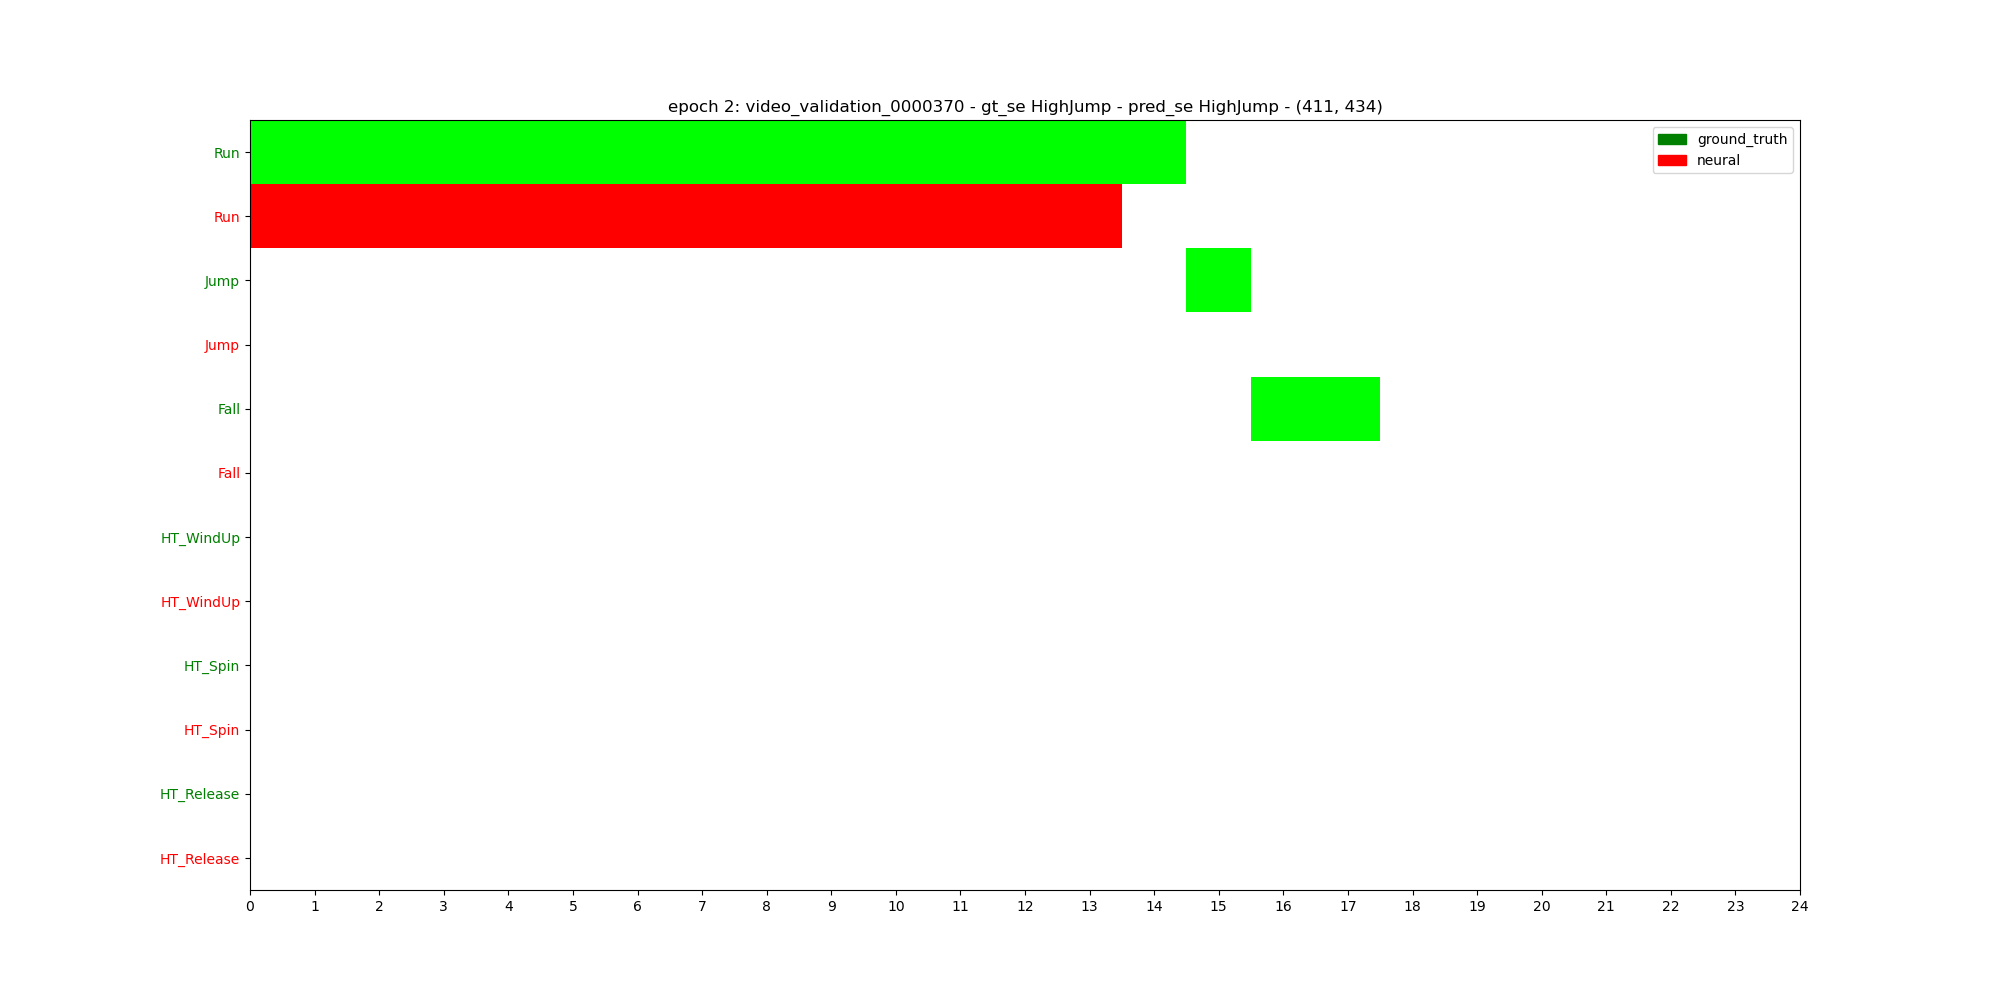 epoch 2: video_validation_0000370 - gt_se HighJump - pred_se HighJump - (411, 434)
ground_truth
neural
Run
Run
Jump
Jump
Fall
Fall
HT_WindUp
HT_WindUp
HT_Spin
HT_Spin
HT_Release
HT_Release
0 1 2 3 4 5 6 7 8 9 10 11 12 13 14 15 16 17 18 19 20 21 22 23 24